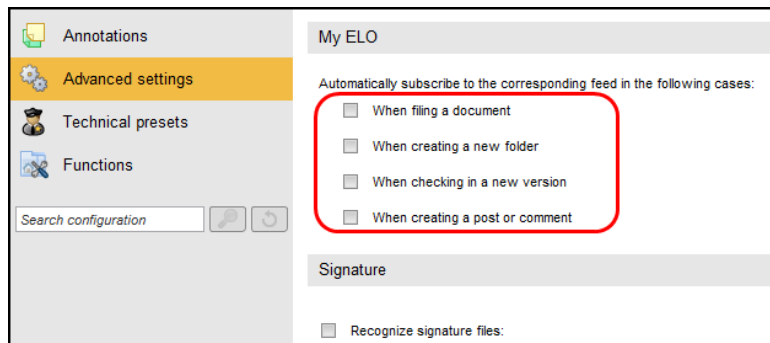 Annotations
Advanced settings
Technical presets
Functions
Search configuration
My ELO
Automatically subscribe to the corresponding feed in the following cases:
When filing a document
When creating a new folder
When checking in a new version
When creating a post or comment
Signature
Recognize signature files: